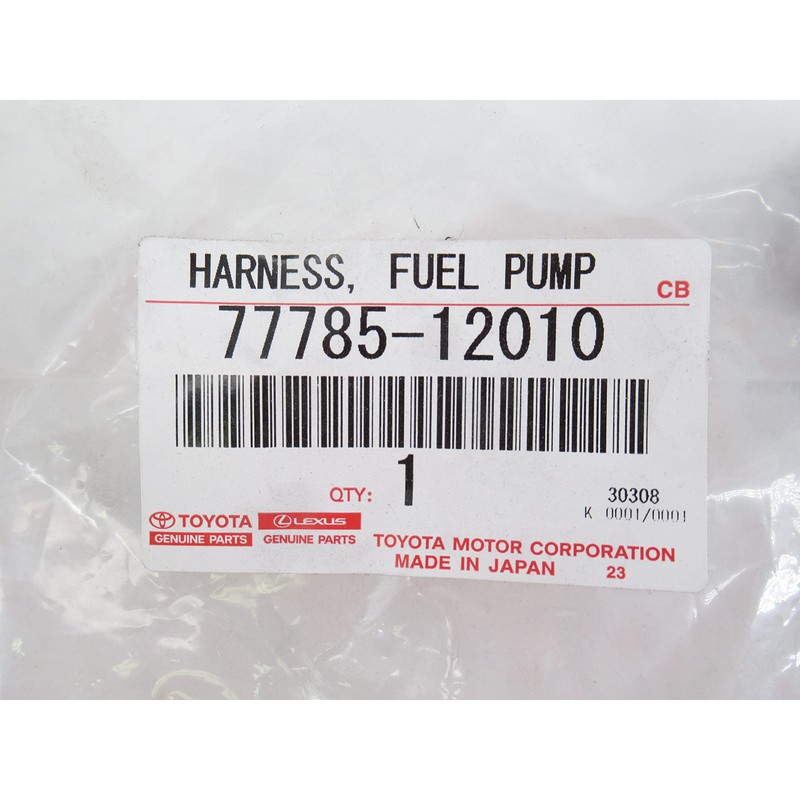 HARNESS, FUEL PUMP
CB
77785-12010
QTY: 1
30308
K 0001/0001
TOYOTA
GENUINE PARTS
LEXUS
GENUINE PARTS
TOYOTA MOTOR CORPORATION
MADE IN JAPAN 23